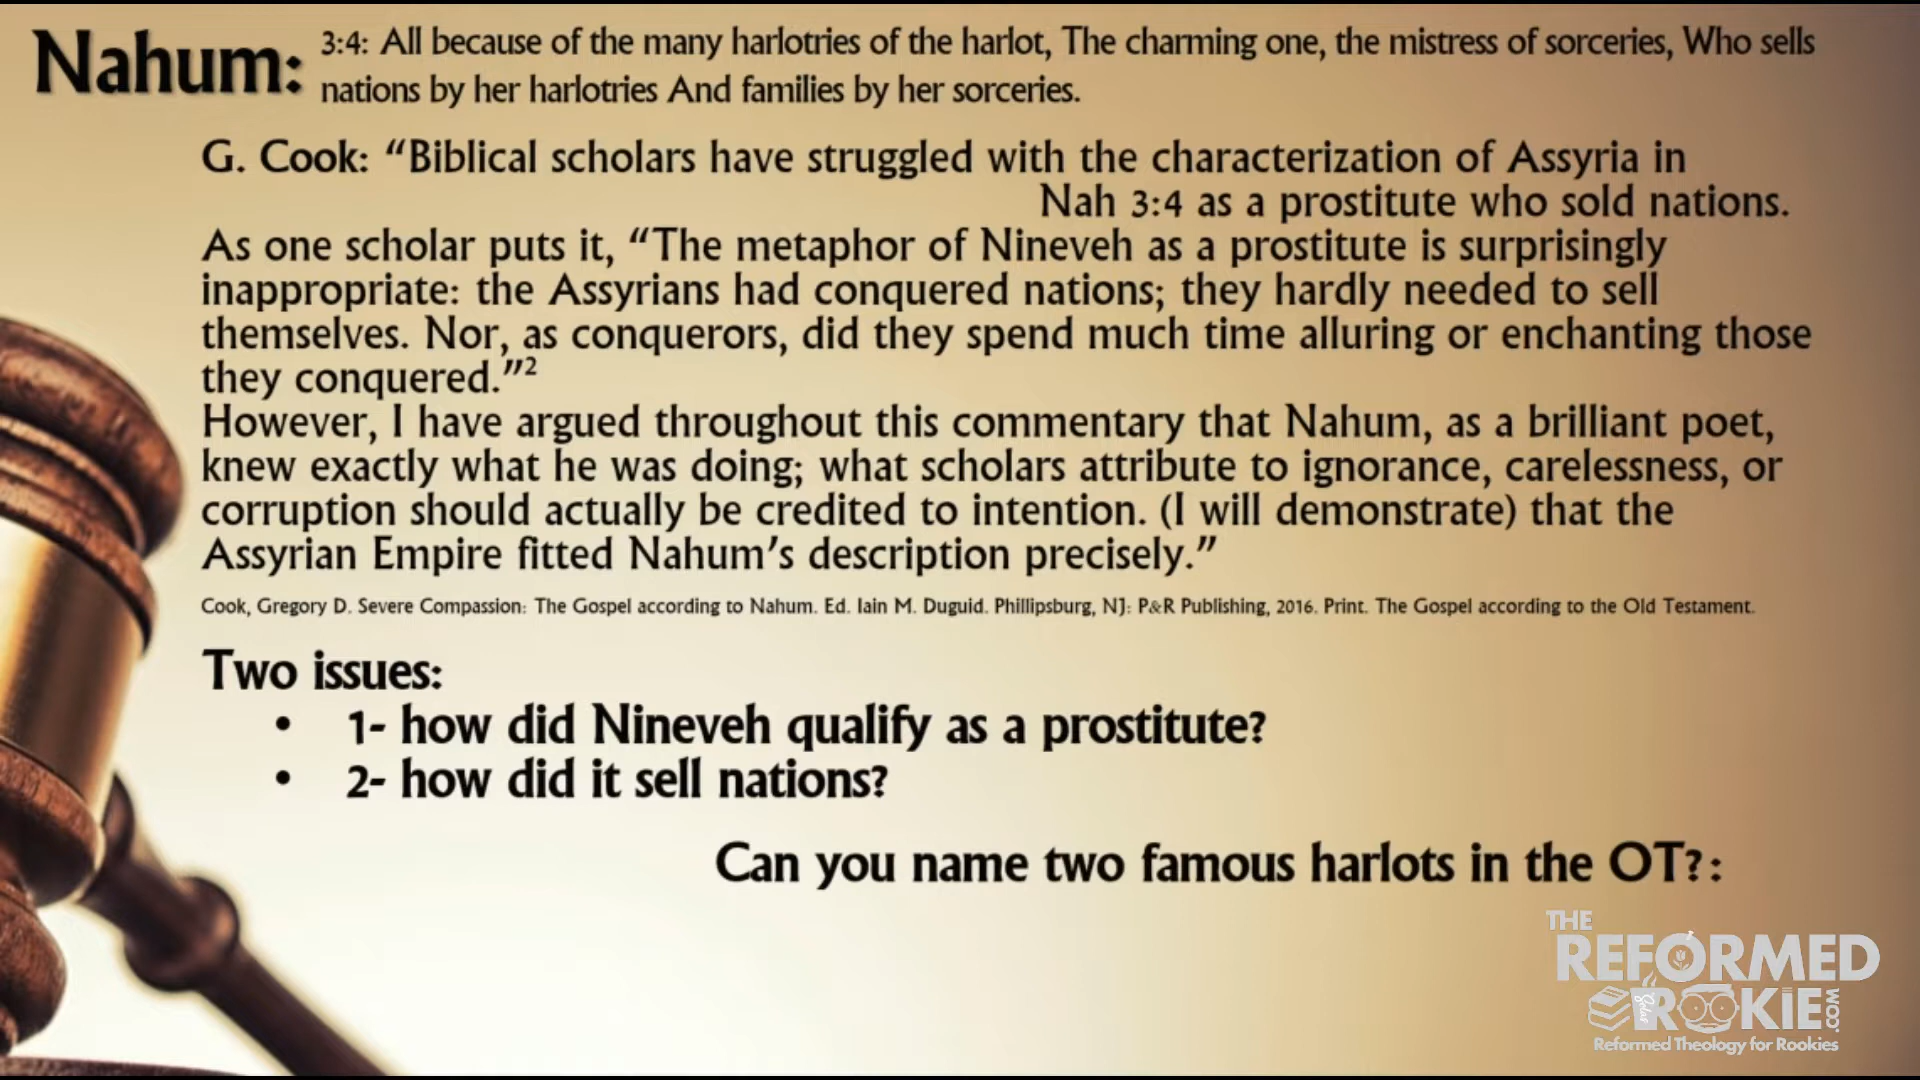 Nahum:
3:4: All because of the many harlotries of the harlot, The charming one, the mistress of sorceries, Who sells
nations by her harlotries And families by her sorceries.
G. Cook: “Biblical scholars have struggled with the characterization of Assyria in
Nah 3:4 as a prostitute who sold nations.
As one scholar puts it, “The metaphor of Nineveh as a prostitute is surprisingly
inappropriate: the Assyrians had conquered nations; they hardly needed to sell
themselves. Nor, as conquerors, did they spend much time alluring or enchanting those
they conquered.”2
However, I have argued throughout this commentary that Nahum, as a brilliant poet,
knew exactly what he was doing; what scholars attribute to ignorance, carelessness, or
corruption should actually be credited to intention. (I will demonstrate) that the
Assyrian Empire fitted Nahum’s description precisely.”
Cook, Gregory D. Severe Compassion: The Gospel according to Nahum. Ed. Iain M. Duguid. Phillipsburg, NJ: P&R Publishing, 2016. Print. The Gospel according to the Old Testament.
Two issues:
• 1- how did Nineveh qualify as a prostitute?
• 2- how did it sell nations?
Can you name two famous harlots in the OT?:
THE
REFORMED
ROOKIE.COM
Reformed Theology for Rookies